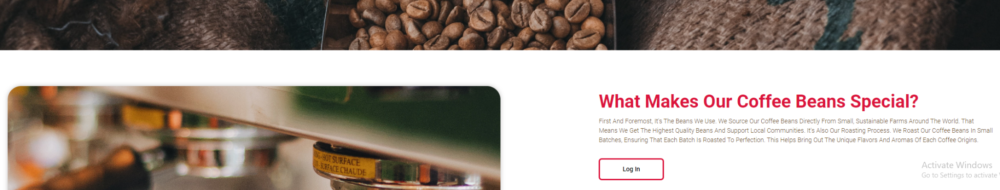 What Makes Our Coffee Beans Special?
First And Foremost, It's The Beans We Use. We Source Our Coffee Beans Directly From Small, Sustainable Farms Around The World. That
Means We Get The Highest Quality Beans And Support Local Communities. It's Also Our Roasting Process. We Roast Our Coffee Beans In Small
Batches, Ensuring That Each Batch Is Roasted To Perfection. This Helps Bring Out The Unique Flavors And Aromas Of Each Coffee Origins.
HOT SURFACE
SURFACE CHAUDE
Log In
Activate Windows
Go to Settings to activate